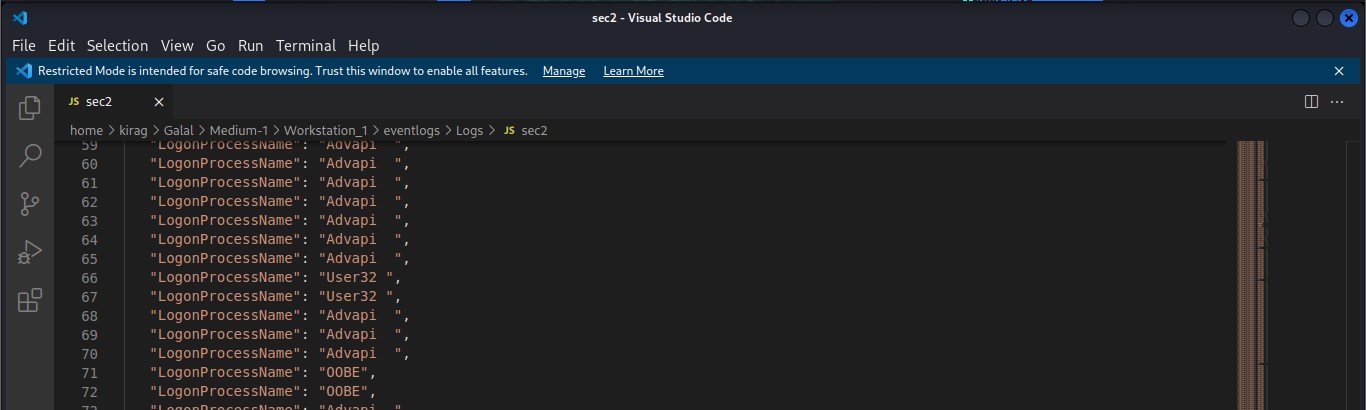 sec2 - Visual Studio Code
File Edit Selection View Go Run Terminal Help
Restricted Mode is intended for safe code browsing. Trust this window to enable all features. Manage Learn More
JS sec2
home > kirag > Galal > Medium-1 > Workstation_1 > eventlogs > Logs > JS sec2
59 "LogonProcessName": "Advapi  ",
60 "LogonProcessName": "Advapi  ",
61 "LogonProcessName": "Advapi  ",
62 "LogonProcessName": "Advapi  ",
63 "LogonProcessName": "Advapi  ",
64 "LogonProcessName": "Advapi  ",
65 "LogonProcessName": "Advapi  ",
66 "LogonProcessName": "User32 ",
67 "LogonProcessName": "User32 ",
68 "LogonProcessName": "Advapi  ",
69 "LogonProcessName": "Advapi  ",
70 "LogonProcessName": "Advapi  ",
71 "LogonProcessName": "OOBE",
72 "LogonProcessName": "OOBE",
73 "LogonProcessName": "Advapi  "